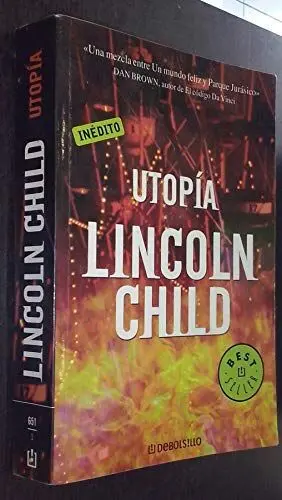 «Una mezcla entre Un mundo feliz y Parque Jurásico»
DAN BROWN, autor de El código Da Vinci
INÉDITO
UTOPÍA
LINCOLN
CHILD
BEST
SELLER
DEBOLS!LLO
LINCOLN CHILD UTOPÍA
651